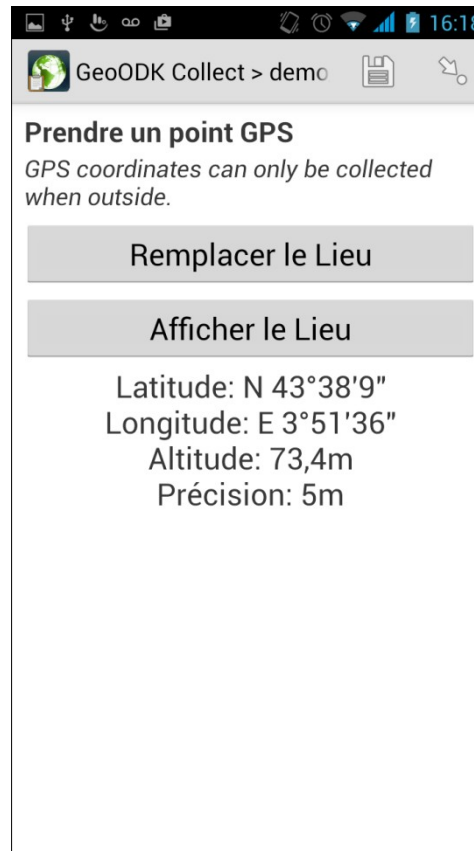 16:18
GeoODK Collect > demo
Prendre un point GPS
GPS coordinates can only be collected
when outside.
Remplacer le Lieu
Afficher le Lieu
Latitude: N 43°38'9"
Longitude: E 3°51'36"
Altitude: 73,4m
Précision: 5m